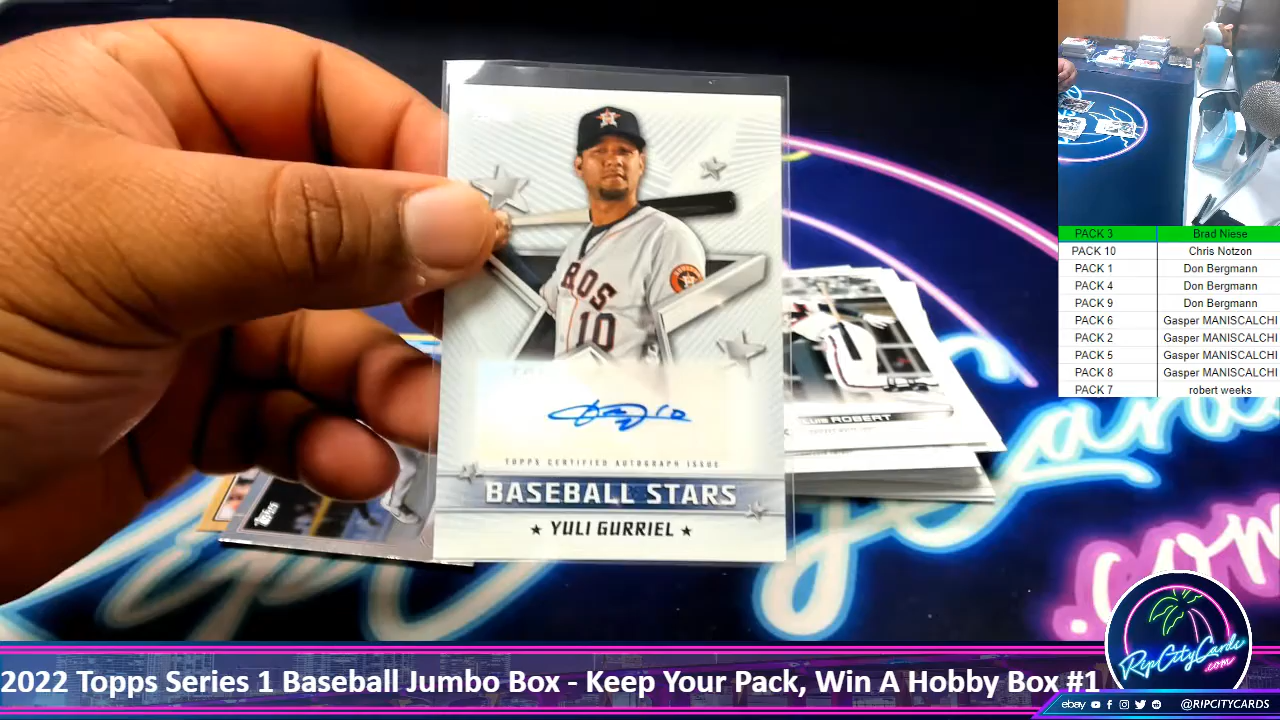 ROS
10
TOPPS CERTIFIED AUTOGRAPH ISSUE
BASEBALL STARS
★ YULI GURRIEL ★
ROBERT
Topps
.com
PACK 3 Brad Niese
PACK 10 Chris Notzon
PACK 1 Don Bergmann
PACK 4 Don Bergmann
PACK 9 Don Bergmann
PACK 6 Gasper MANISCALCHI
PACK 2 Gasper MANISCALCHI
PACK 5 Gasper MANISCALCHI
PACK 8 Gasper MANISCALCHI
PACK 7 robert weeks
RipCityCards
.com
2022 Topps Series 1 Baseball Jumbo Box - Keep Your Pack, Win A Hobby Box #1
ebay @RIPCITYCARDS